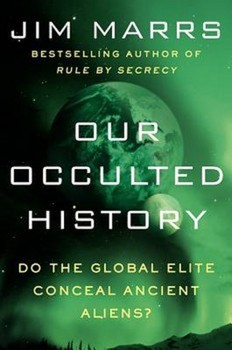 JIM MARRS
BESTSELLING AUTHOR OF
RULE BY SECRECY
OUR
OCCULTED
HISTORY
DO THE GLOBAL ELITE
CONCEAL ANCIENT
ALIENS?